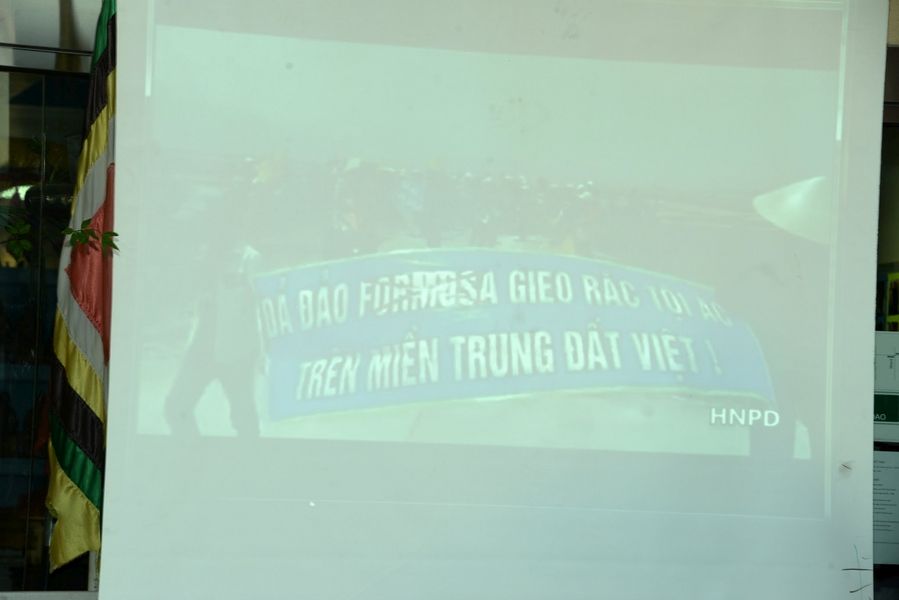 ĐẢ ĐẢO FORMOSA GIEO RẮC TỘI ÁC
TRÊN MIỀN TRUNG ĐẤT VIỆT !
HNPD